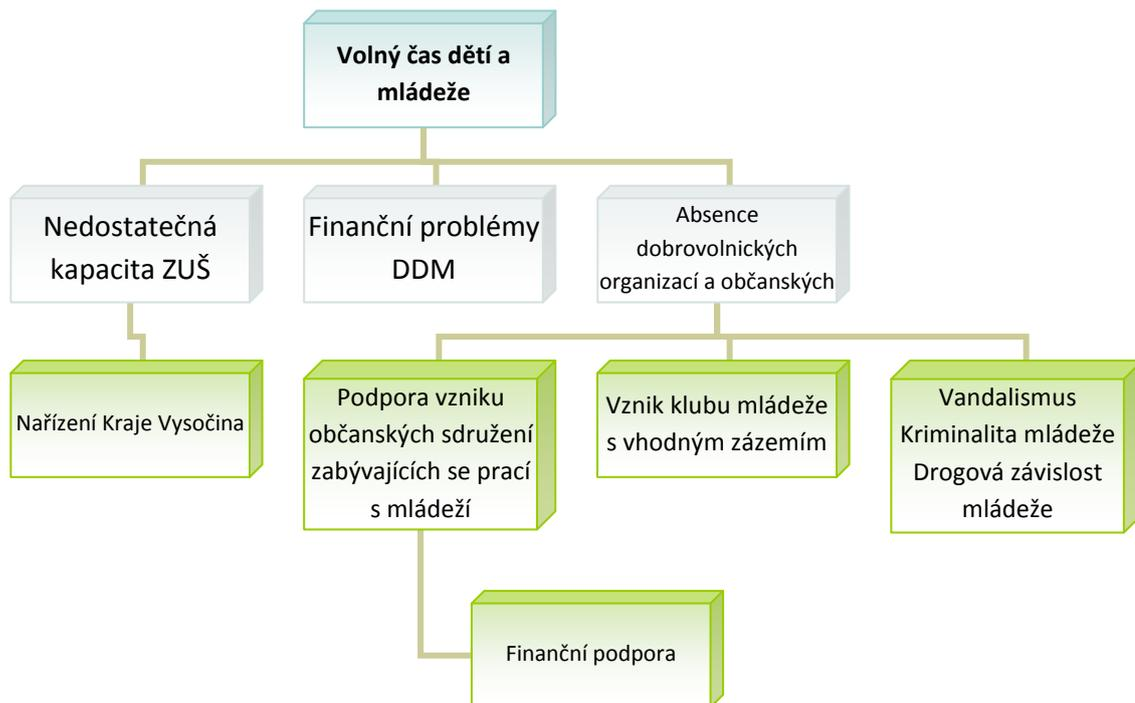 Volný čas dětí a
mládeže
Nedostatečná
kapacita ZUŠ
Finanční problémy
DDM
Absence
dobrovolnických
organizací a občanských
Nařízení Kraje Vysočina
Podpora vzniku
občanských sdružení
zabývajících se prací
s mládeží
Vznik klubu mládeže
s vhodným zázemím
Vandalismus
Kriminalita mládeže
Drogová závislost
mládeže
Finanční podpora